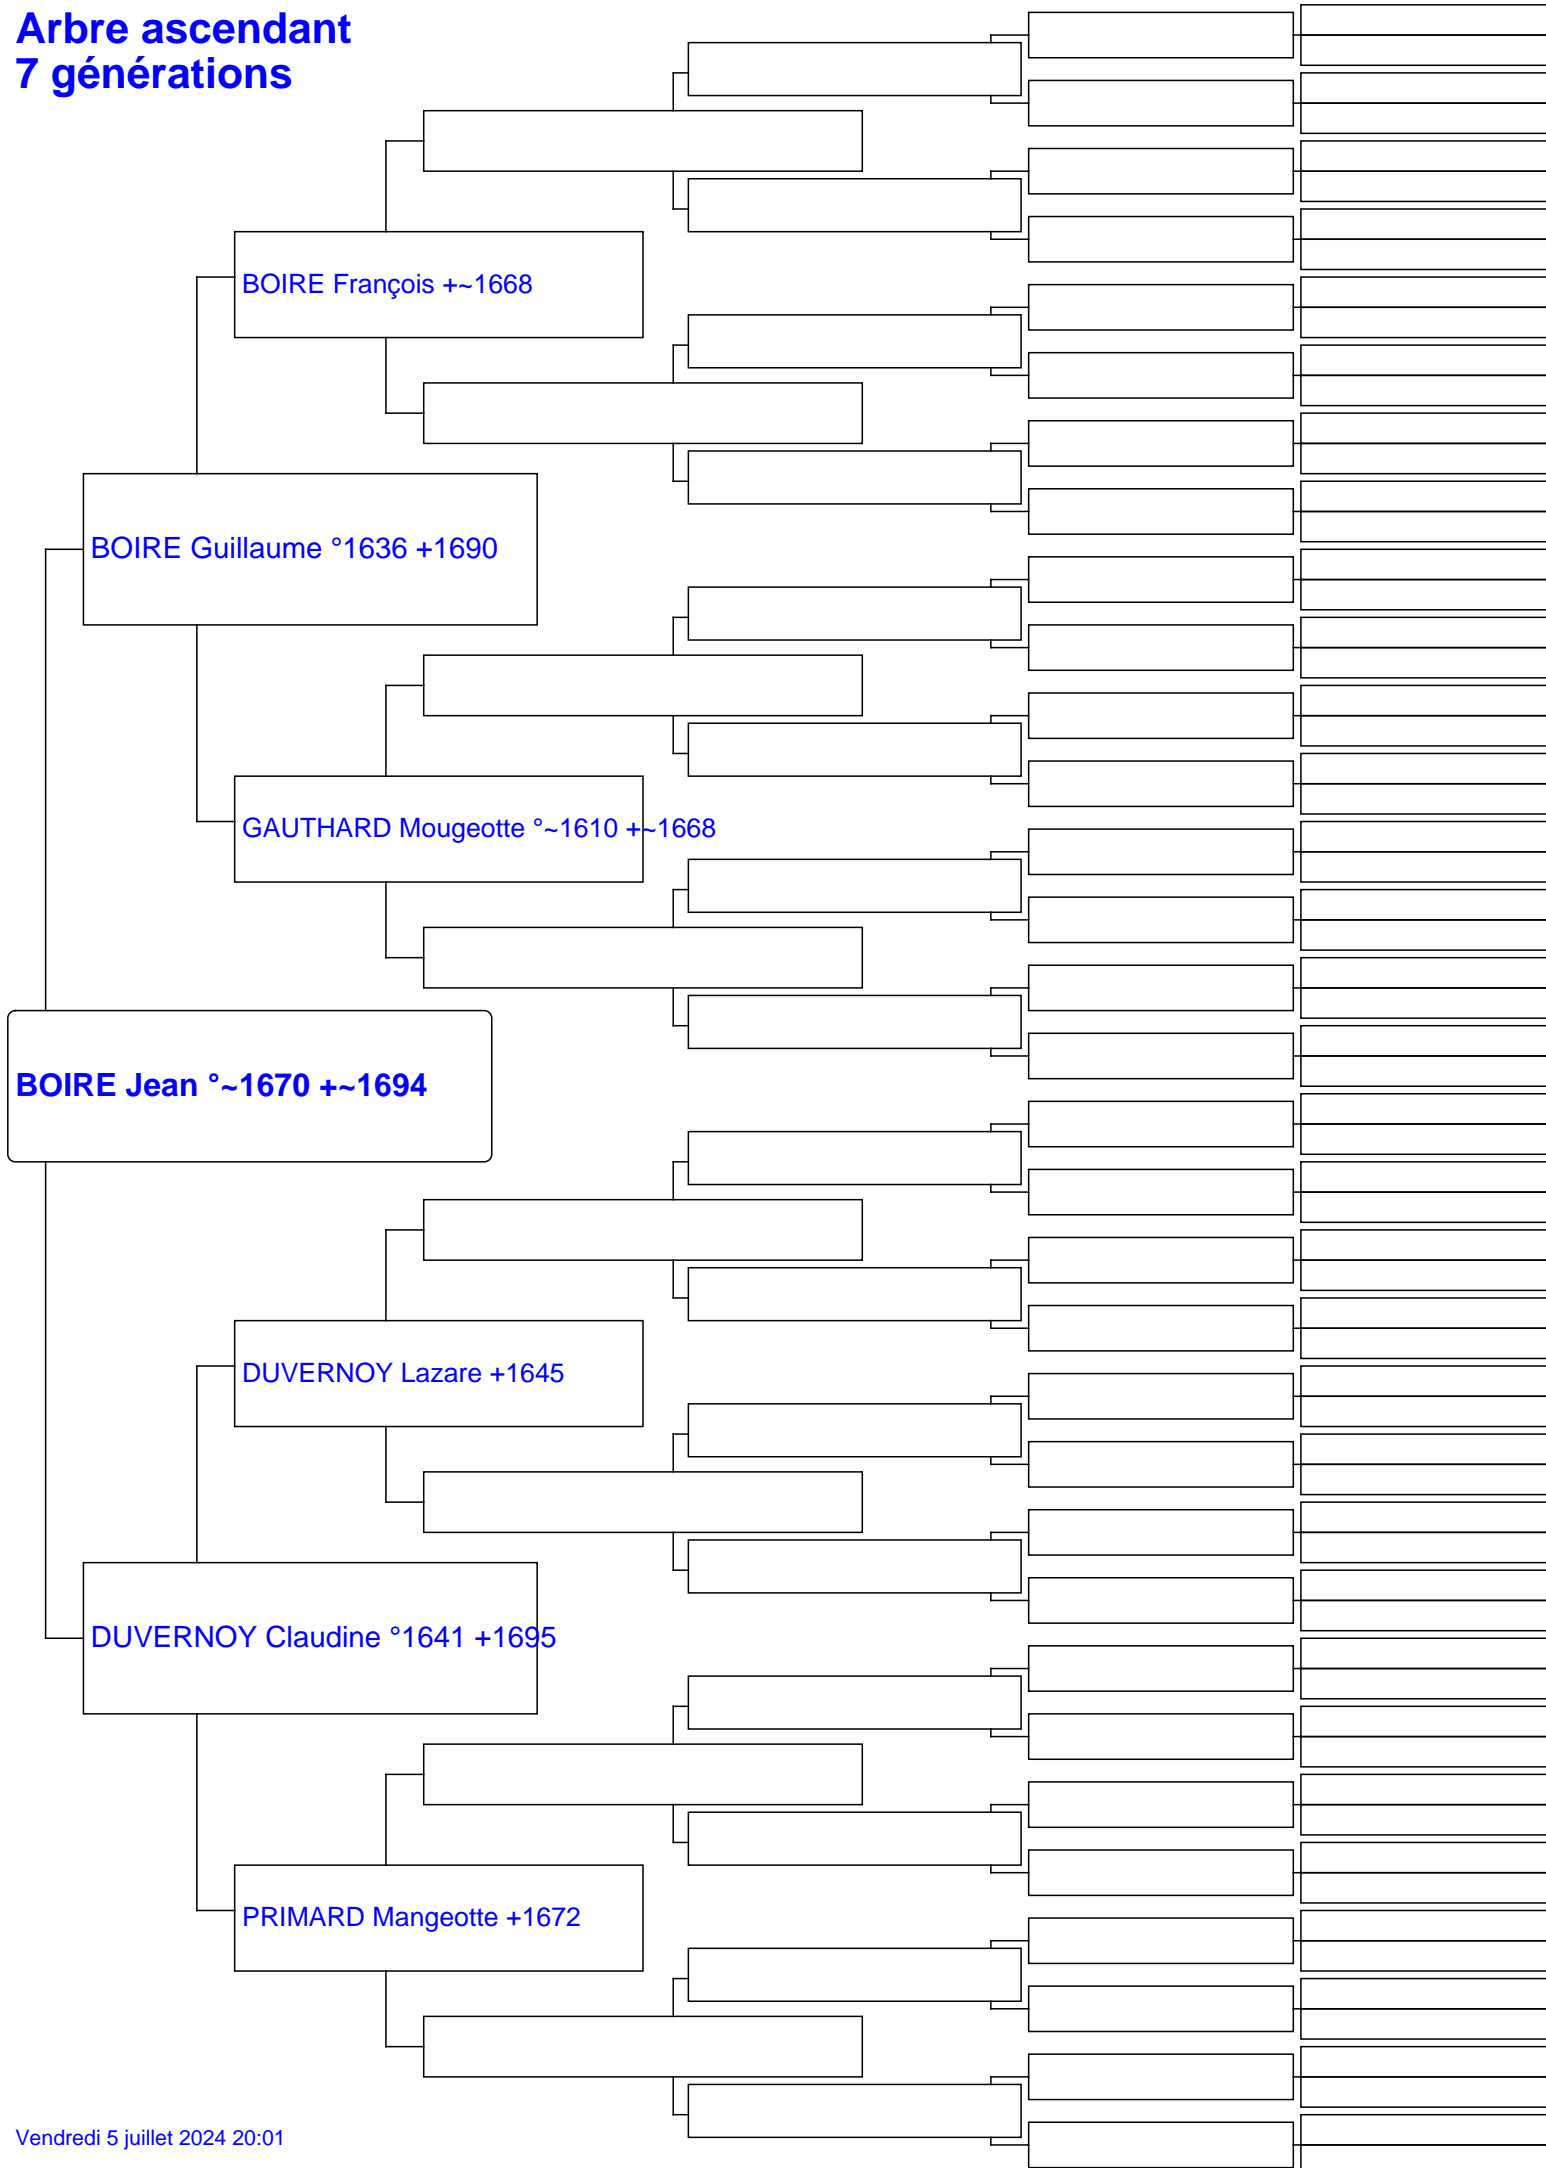 Arbre ascendant
7 générations
BOIRE François +~1668
BOIRE Guillaume °1636 +1690
GAUTHARD Mougeotte °~1610 +~1668
BOIRE Jean °~1670 +~1694
DUVERNOY Lazare +1645
DUVERNOY Claudine °1641 +1695
PRIMARD Mangeotte +1672
Vendredi 5 juillet 2024 20:01